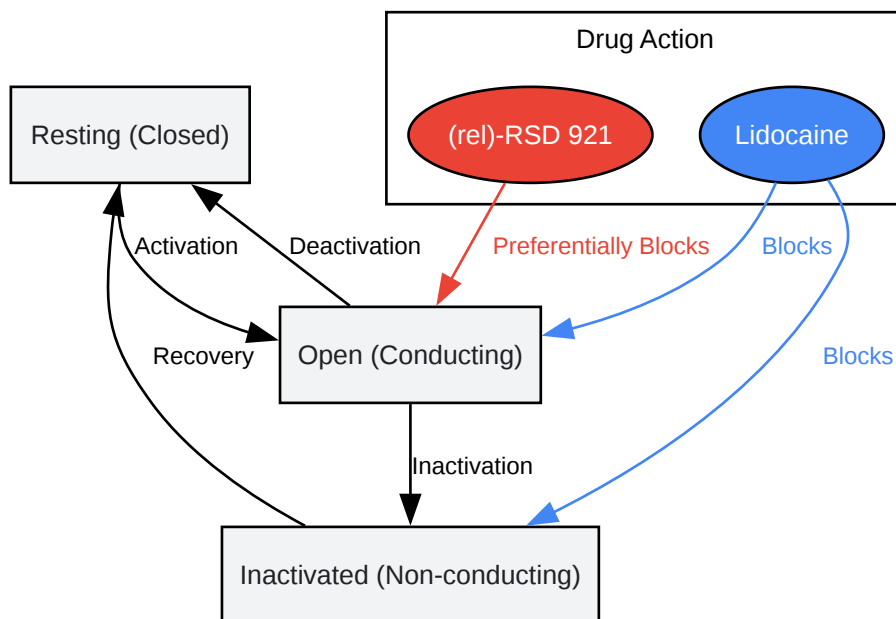 Drug Action
Resting (Closed)
(rel)-RSD 921
Lidocaine
Activation
Deactivation
Preferentially Blocks
Blocks
Recovery
Open (Conducting)
Blocks
Inactivation
Inactivated (Non-conducting)